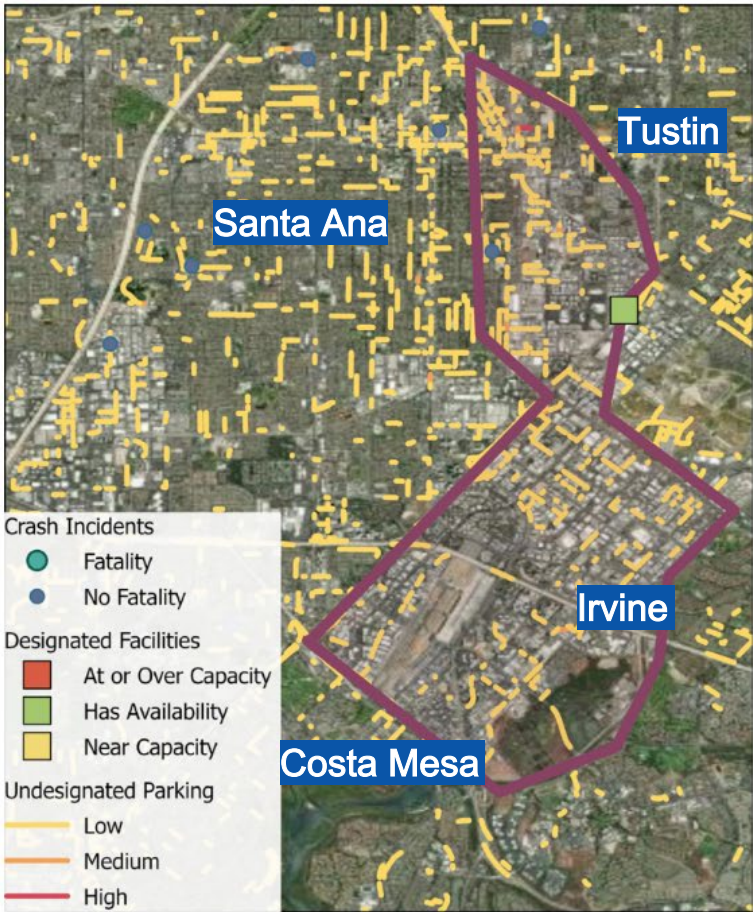 Tustin
Santa Ana
Crash Incidents
Fatality
No Fatality
Irvine
Designated Facilities
At or Over Capacity
Has Availability
Near Capacity
Costa Mesa
Undesignated Parking
Low
Medium
High